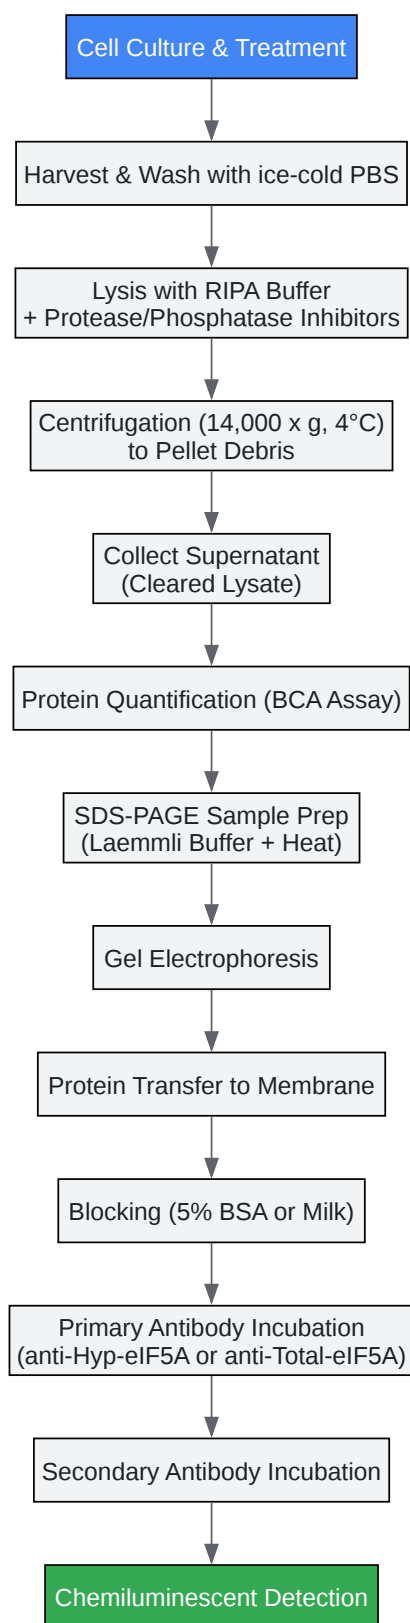 Cell Culture & Treatment
Harvest & Wash with ice-cold PBS
Lysis with RIPA Buffer
+ Protease/Phosphatase Inhibitors
Centrifugation (14,000 x g, 4°C)
to Pellet Debris
Collect Supernatant
(Cleared Lysate)
Protein Quantification (BCA Assay)
SDS-PAGE Sample Prep
(Laemmli Buffer + Heat)
Gel Electrophoresis
Protein Transfer to Membrane
Blocking (5% BSA or Milk)
Primary Antibody Incubation
(anti-Hyp-eIF5A or anti-Total-eIF5A)
Secondary Antibody Incubation
Chemiluminescent Detection